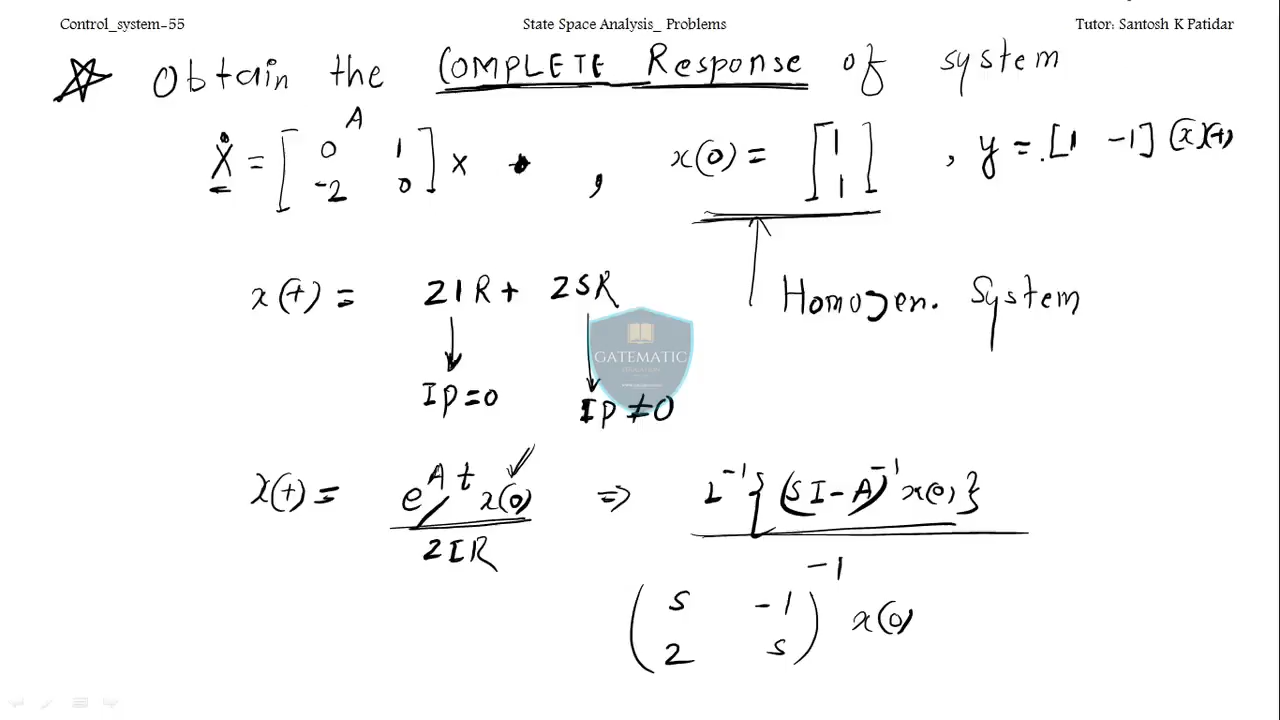 Control_system-55 State Space Analysis_ Problems Tutor: Santosh K Patidar
Obtain the COMPLETE Response of system
A
Ẋ = [ 0 1 ; -2 0 ] x , x(0) = [ 1 ; 1 ] , y = [1 -1] (x)(t)
x(t) = ZIR + ZSR Homogen. System
GATEMATIC
EDUCATION
Ip=0 Ip≠0
x(t) = e^{At} x(0) ⇒ L^{-1}{(SI-A)^{-1} x(0)}
ZIR
( s -1 ; 2 s )^{-1} x(0)